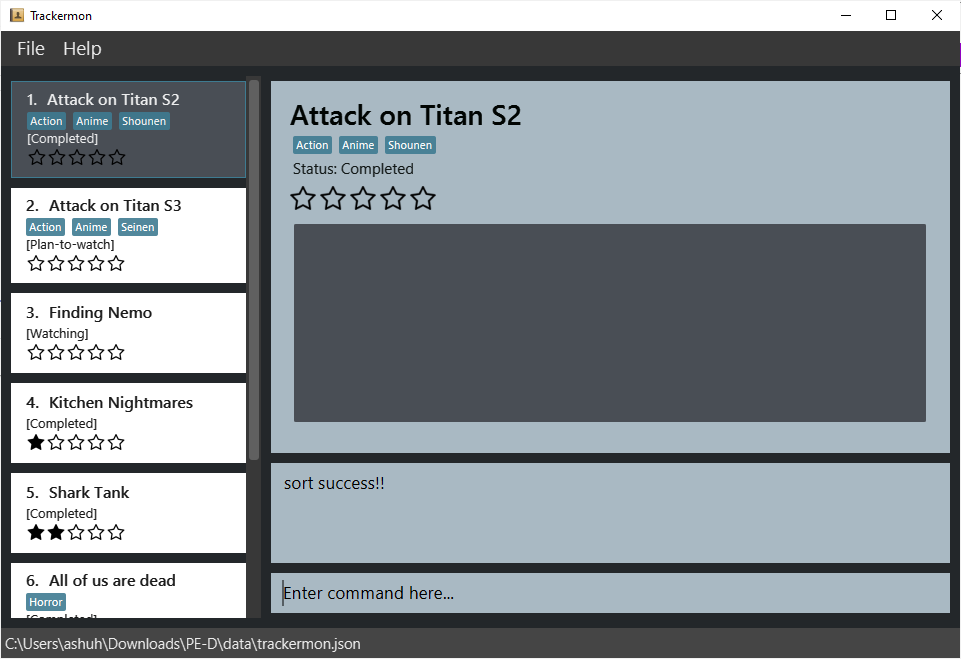 Trackermon
File Help
1. Attack on Titan S2
Action Anime Shounen
[Completed]
2. Attack on Titan S3
Action Anime Seinen
[Plan-to-watch]
3. Finding Nemo
[Watching]
4. Kitchen Nightmares
[Completed]
5. Shark Tank
[Completed]
6. All of us are dead
Horror
[Completed]
Attack on Titan S2
Action Anime Shounen
Status: Completed
sort success!!
Enter command here...
C:\Users\ashuh\Downloads\PE-D\data\trackermon.json